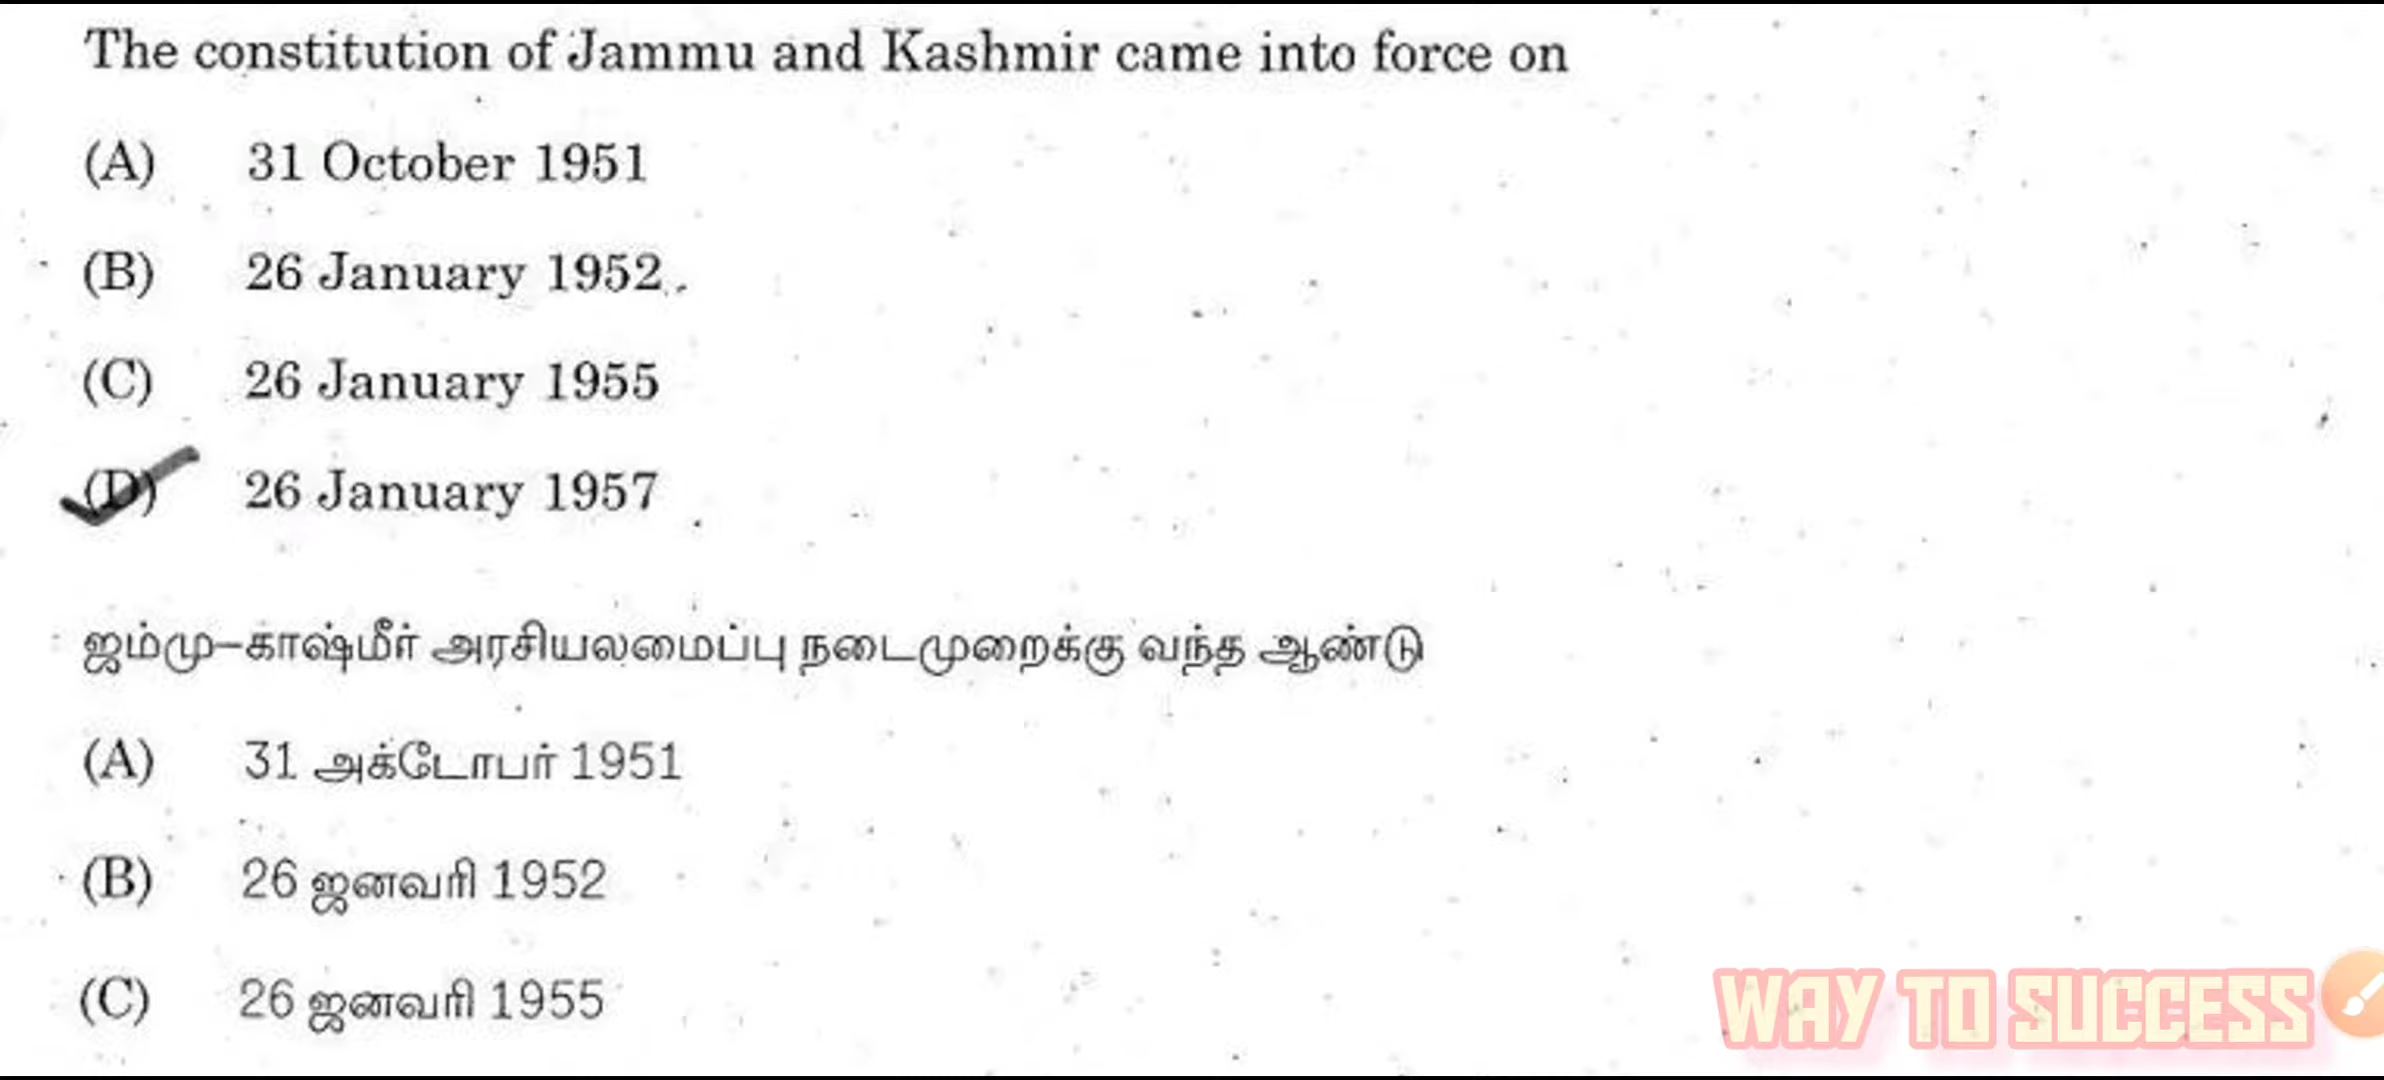 The constitution of Jammu and Kashmir came into force on
(A) 31 October 1951
(B) 26 January 1952
(C) 26 January 1955
(D) 26 January 1957
ஜம்மு–காஷ்மீர் அரசியலமைப்பு நடைமுறைக்கு வந்த ஆண்டு
(A) 31 அக்டோபர் 1951
(B) 26 ஜனவரி 1952
(C) 26 ஜனவரி 1955
WAY TO SUCCESS